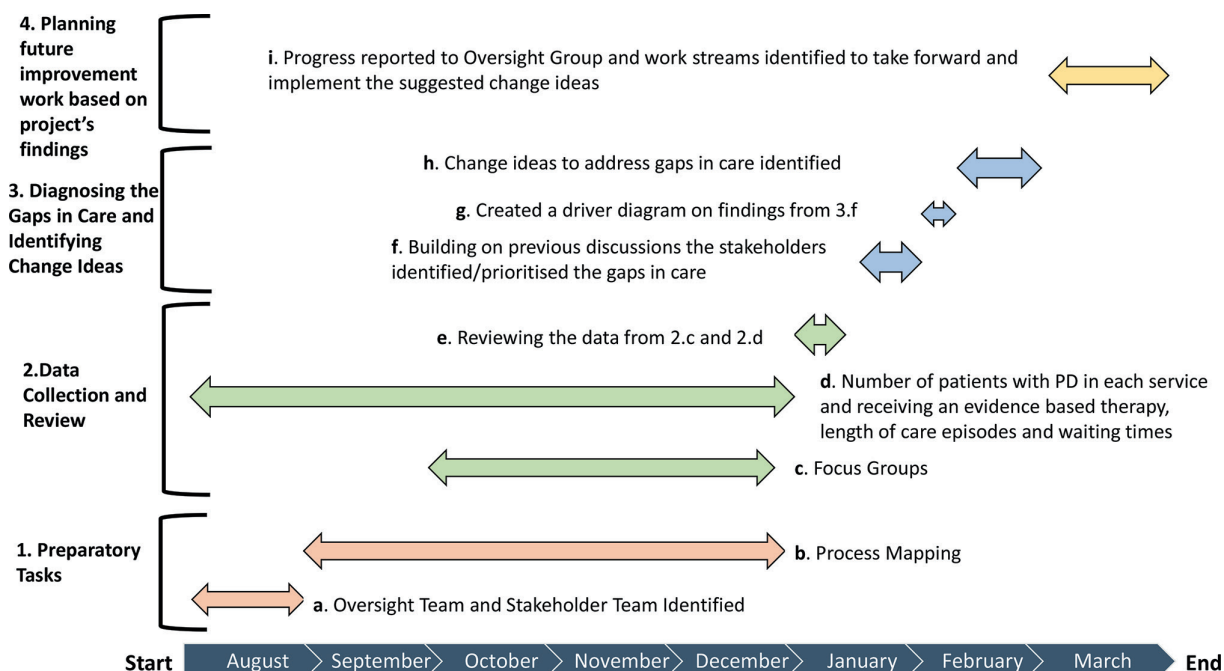 4. Planning
future
improvement
work based on
project's
findings
i. Progress reported to Oversight Group and work streams identified to take forward and
implement the suggested change ideas
3. Diagnosing the
Gaps in Care and
Identifying
Change Ideas
h. Change ideas to address gaps in care identified
g. Created a driver diagram on findings from 3.f
f. Building on previous discussions the stakeholders
identified/prioritised the gaps in care
2.Data
Collection and
Review
e. Reviewing the data from 2.c and 2.d
d. Number of patients with PD in each service
and receiving an evidence based therapy,
length of care episodes and waiting times
c. Focus Groups
1. Preparatory
Tasks
b. Process Mapping
a. Oversight Team and Stakeholder Team Identified
Start August September October November December January February March End